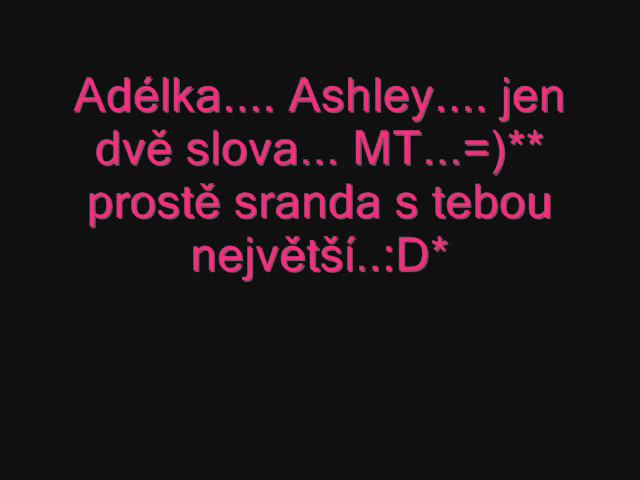 Adélka.... Ashley.... jen
dvě slova... MT...=)**
prostě sranda s tebou
největší..:D*